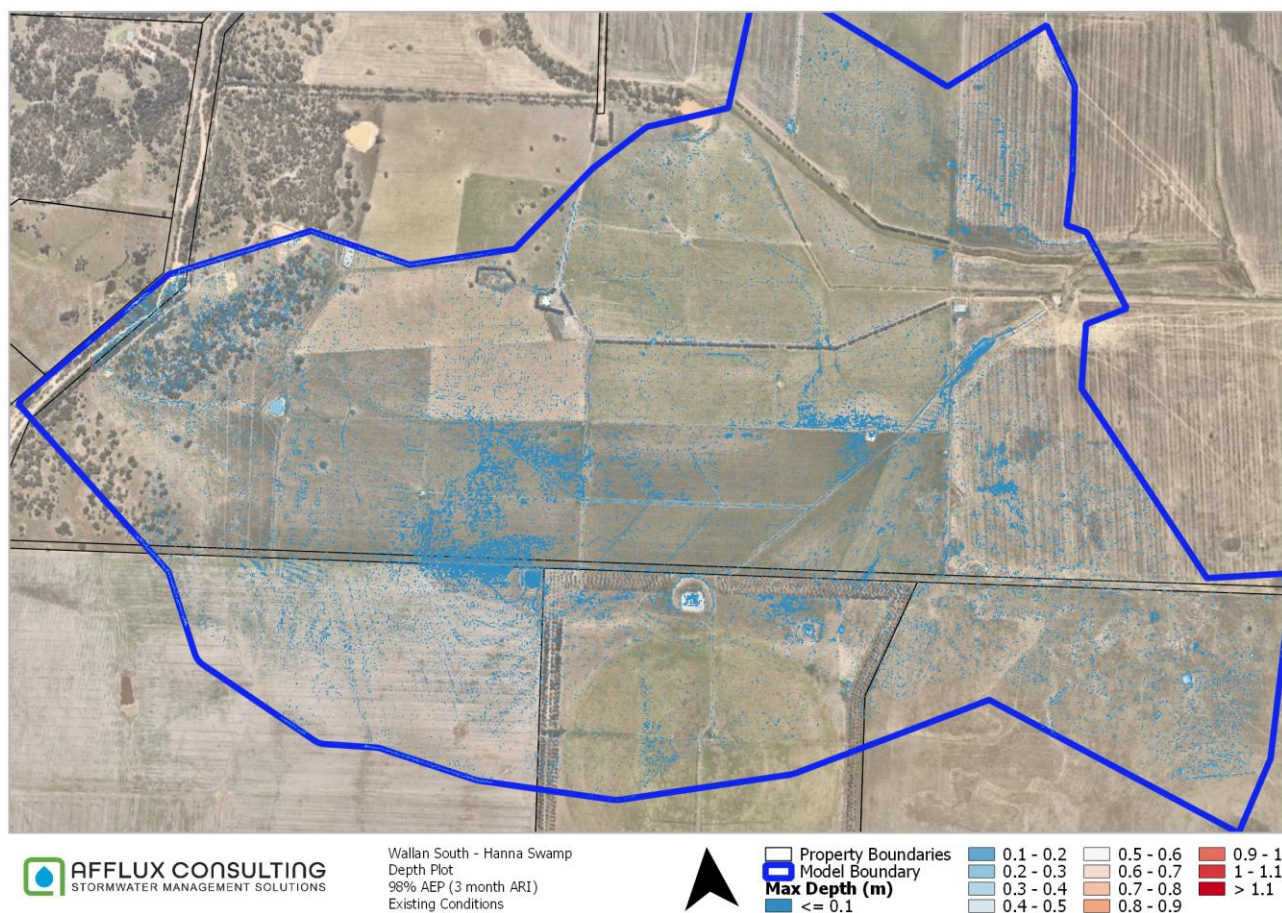 AFFLUX CONSULTING
STORMWATER MANAGEMENT SOLUTIONS
Wallan South - Hanna Swamp
Depth Plot
98% AEP (3 month ARI)
Existing Conditions
Property Boundaries
Model Boundary
Max Depth (m)
<= 0.1
0.1 - 0.2
0.2 - 0.3
0.3 - 0.4
0.4 - 0.5
0.5 - 0.6
0.6 - 0.7
0.7 - 0.8
0.8 - 0.9
0.9 - 1
1 - 1.1
> 1.1